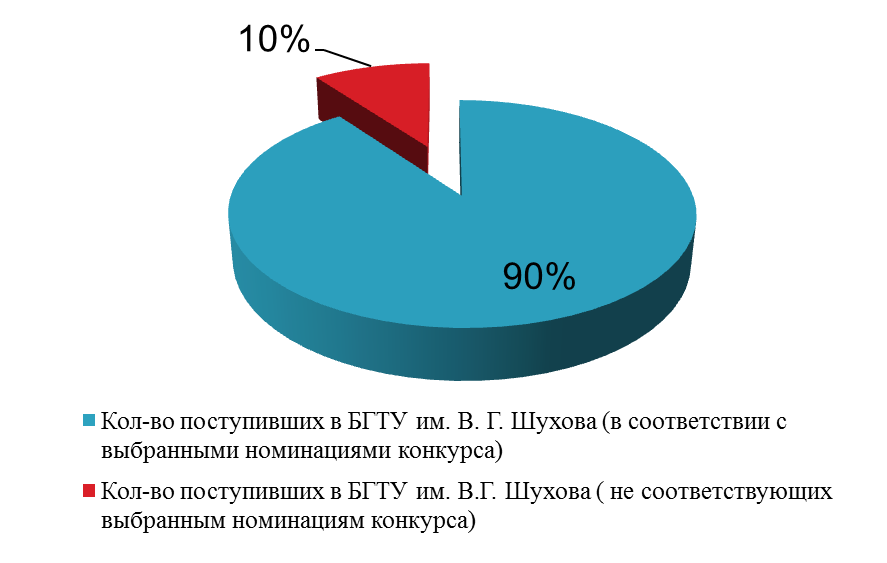 10%
90%
Кол-во поступивших в БГТУ им. В. Г. Шухова (в соответствии с
выбранными номинациями конкурса)
Кол-во поступивших в БГТУ им. В.Г. Шухова ( не соответствующих
выбранным номинациям конкурса)